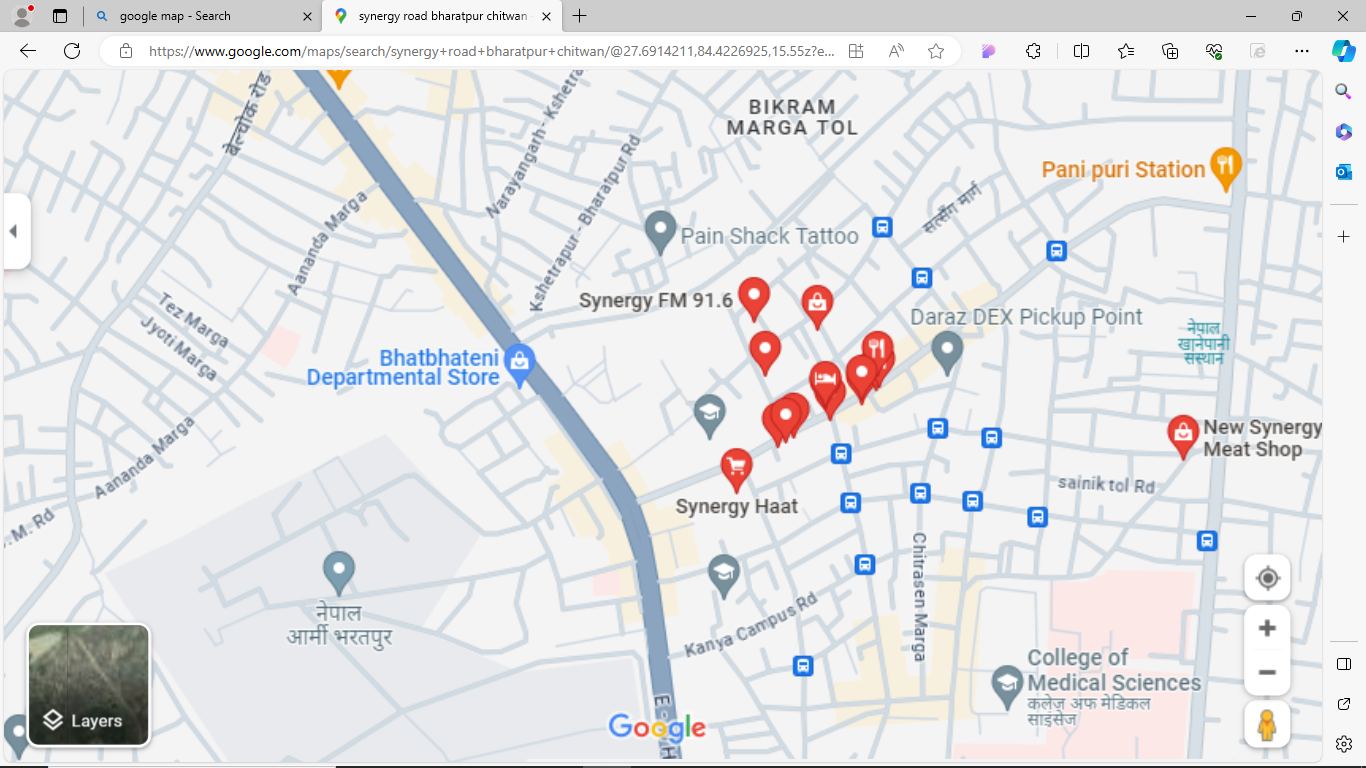 google map - Search
synergy road bharatpur chitwan
https://www.google.com/maps/search/synergy+road+bharatpur+chitwan/@27.6914211,84.4226925,15.55z?e...
BIKRAM
MARGA TOL
Narayangarh - Kshetra
Kshetrapur - Bharatpur Rd
Pani puri Station
सत्संग मार्ग
Aananda Marga
Pain Shack Tattoo
Synergy FM 91.6
Tez Marga
Jyoti Marga
Daraz DEX Pickup Point
नेपाल
खानेपानी
संस्थान
Bhatbhateni
Departmental Store
New Synergy
Meat Shop
Aananda Marga
sainik tol Rd
Synergy Haat
. M. Rd
Chitrasen Marga
नेपाल
आर्मी भरतपुर
Kanya Campus Rd
College of
Medical Sciences
कलेज अफ मेडिकल
साइंसेज
E - H
Layers
Google